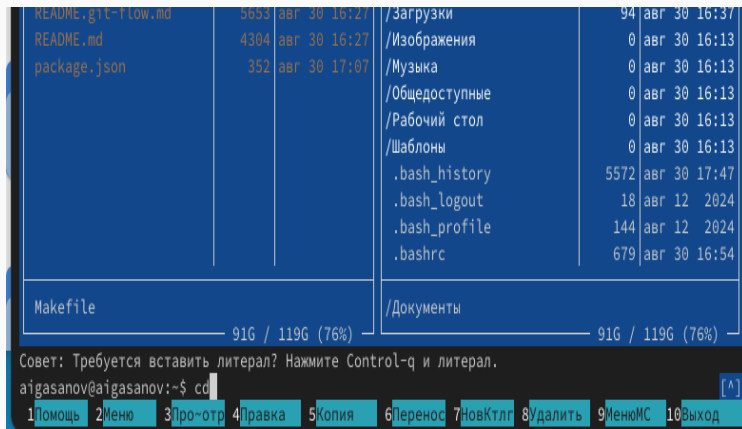 README.git-flow.md 5653 авг 30 16:27
README.md 4304 авг 30 16:27
package.json 352 авг 30 17:07
Makefile
91G / 119G (76%)
/Загрузки 94 авг 30 16:37
/Изображения 0 авг 30 16:13
/Музыка 0 авг 30 16:13
/Общедоступные 0 авг 30 16:13
/Рабочий стол 0 авг 30 16:13
/Шаблоны 0 авг 30 16:13
.bash_history 5572 авг 30 17:47
.bash_logout 18 авг 12 2024
.bash_profile 144 авг 12 2024
.bashrc 679 авг 30 16:54
/Документы
91G / 119G (76%)
Совет: Требуется вставить литерал? Нажмите Control-q и литерал.
aigasanov@aigasanov:~$ cd [^]
1Помощь 2Меню 3Про~отр 4Правка 5Копия 6Перенос 7НовКтлг 8Удалить 9МенюМС 10Выход